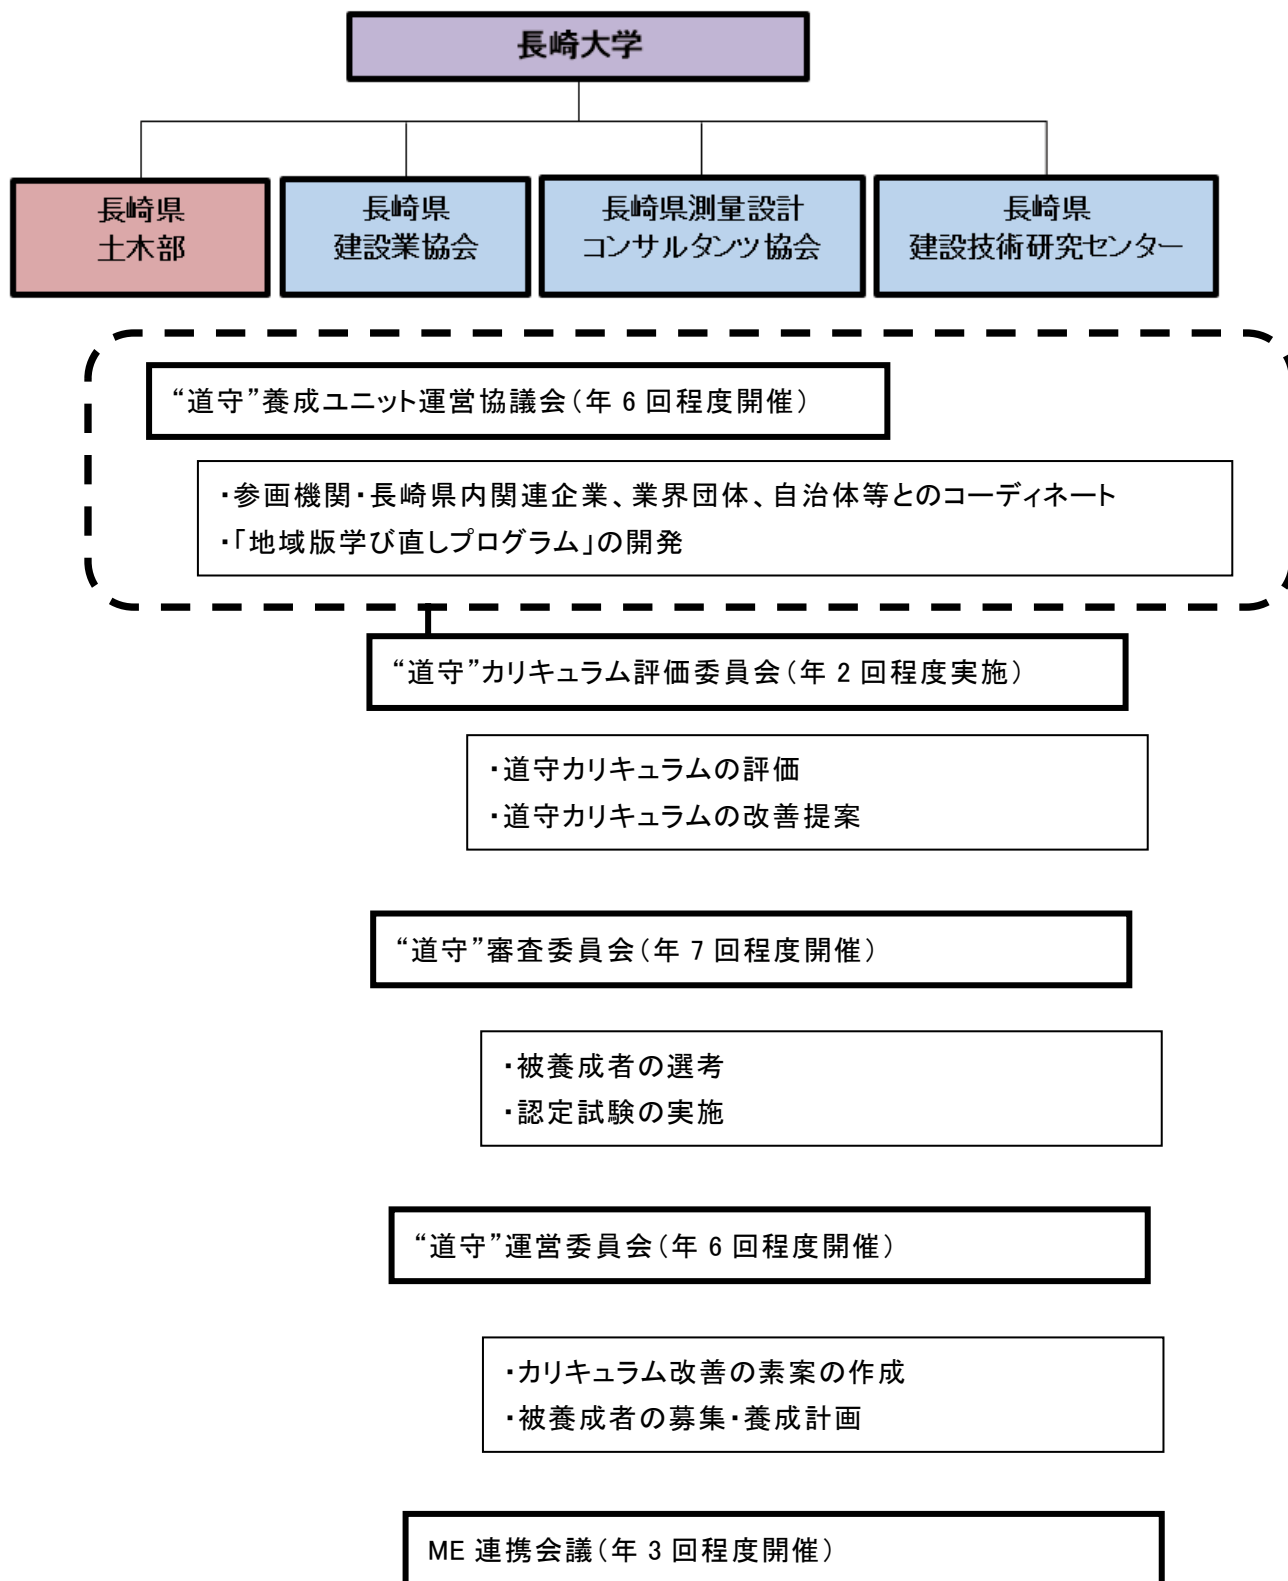 長崎大学
長崎県
土木部
長崎県
建設業協会
長崎県測量設計
コンサルタンツ協会
長崎県
建設技術研究センター
“道守”養成ユニット運営協議会(年 6 回程度開催)
・参画機関・長崎県内関連企業、業界団体、自治体等とのコーディネート
・「地域版学び直しプログラム」の開発
“道守”カリキュラム評価委員会(年 2 回程度実施)
・道守カリキュラムの評価
・道守カリキュラムの改善提案
“道守”審査委員会(年 7 回程度開催)
・被養成者の選考
・認定試験の実施
“道守”運営委員会(年 6 回程度開催)
・カリキュラム改善の素案の作成
・被養成者の募集・養成計画
ME 連携会議(年 3 回程度開催)